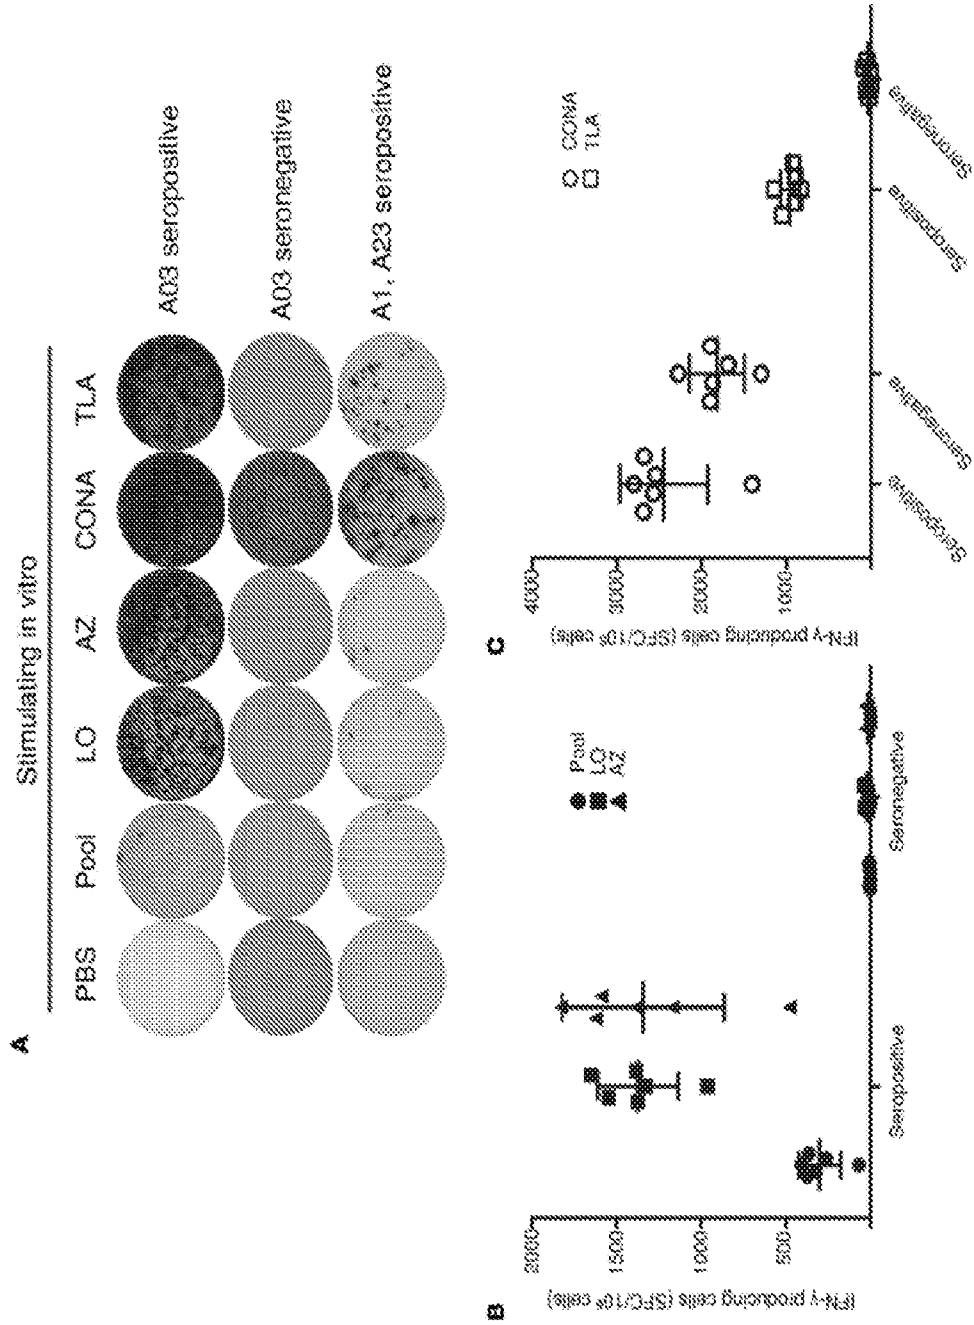 A
Stimulating in vitro
PBS Pool LO AZ CONA TLA
A03 seropositive
A03 seronegative
A1, A23 seropositive
B
IFN-γ producing cells (SFC/10⁶ cells)
2000
1500
1000
500
Pool
LO
AZ
Seropositive
Seronegative
C
IFN-γ producing cells (SFC/10⁶ cells)
4000
3000
2000
1000
CONA
TLA
Seropositive
Seronegative
Seropositive
Seronegative